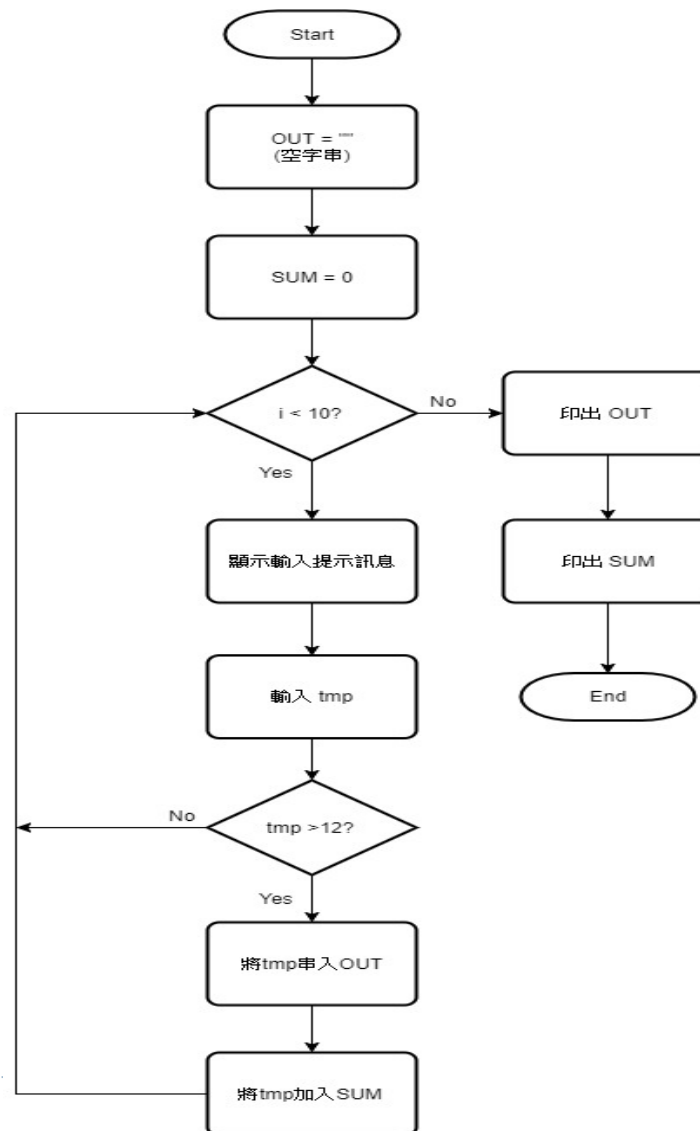 Start
OUT = ""
(空字串)
SUM = 0
i < 10?
No
印出 OUT
Yes
顯示輸入提示訊息
印出 SUM
輸入 tmp
End
No
tmp >12?
Yes
將tmp串入OUT
將tmp加入SUM